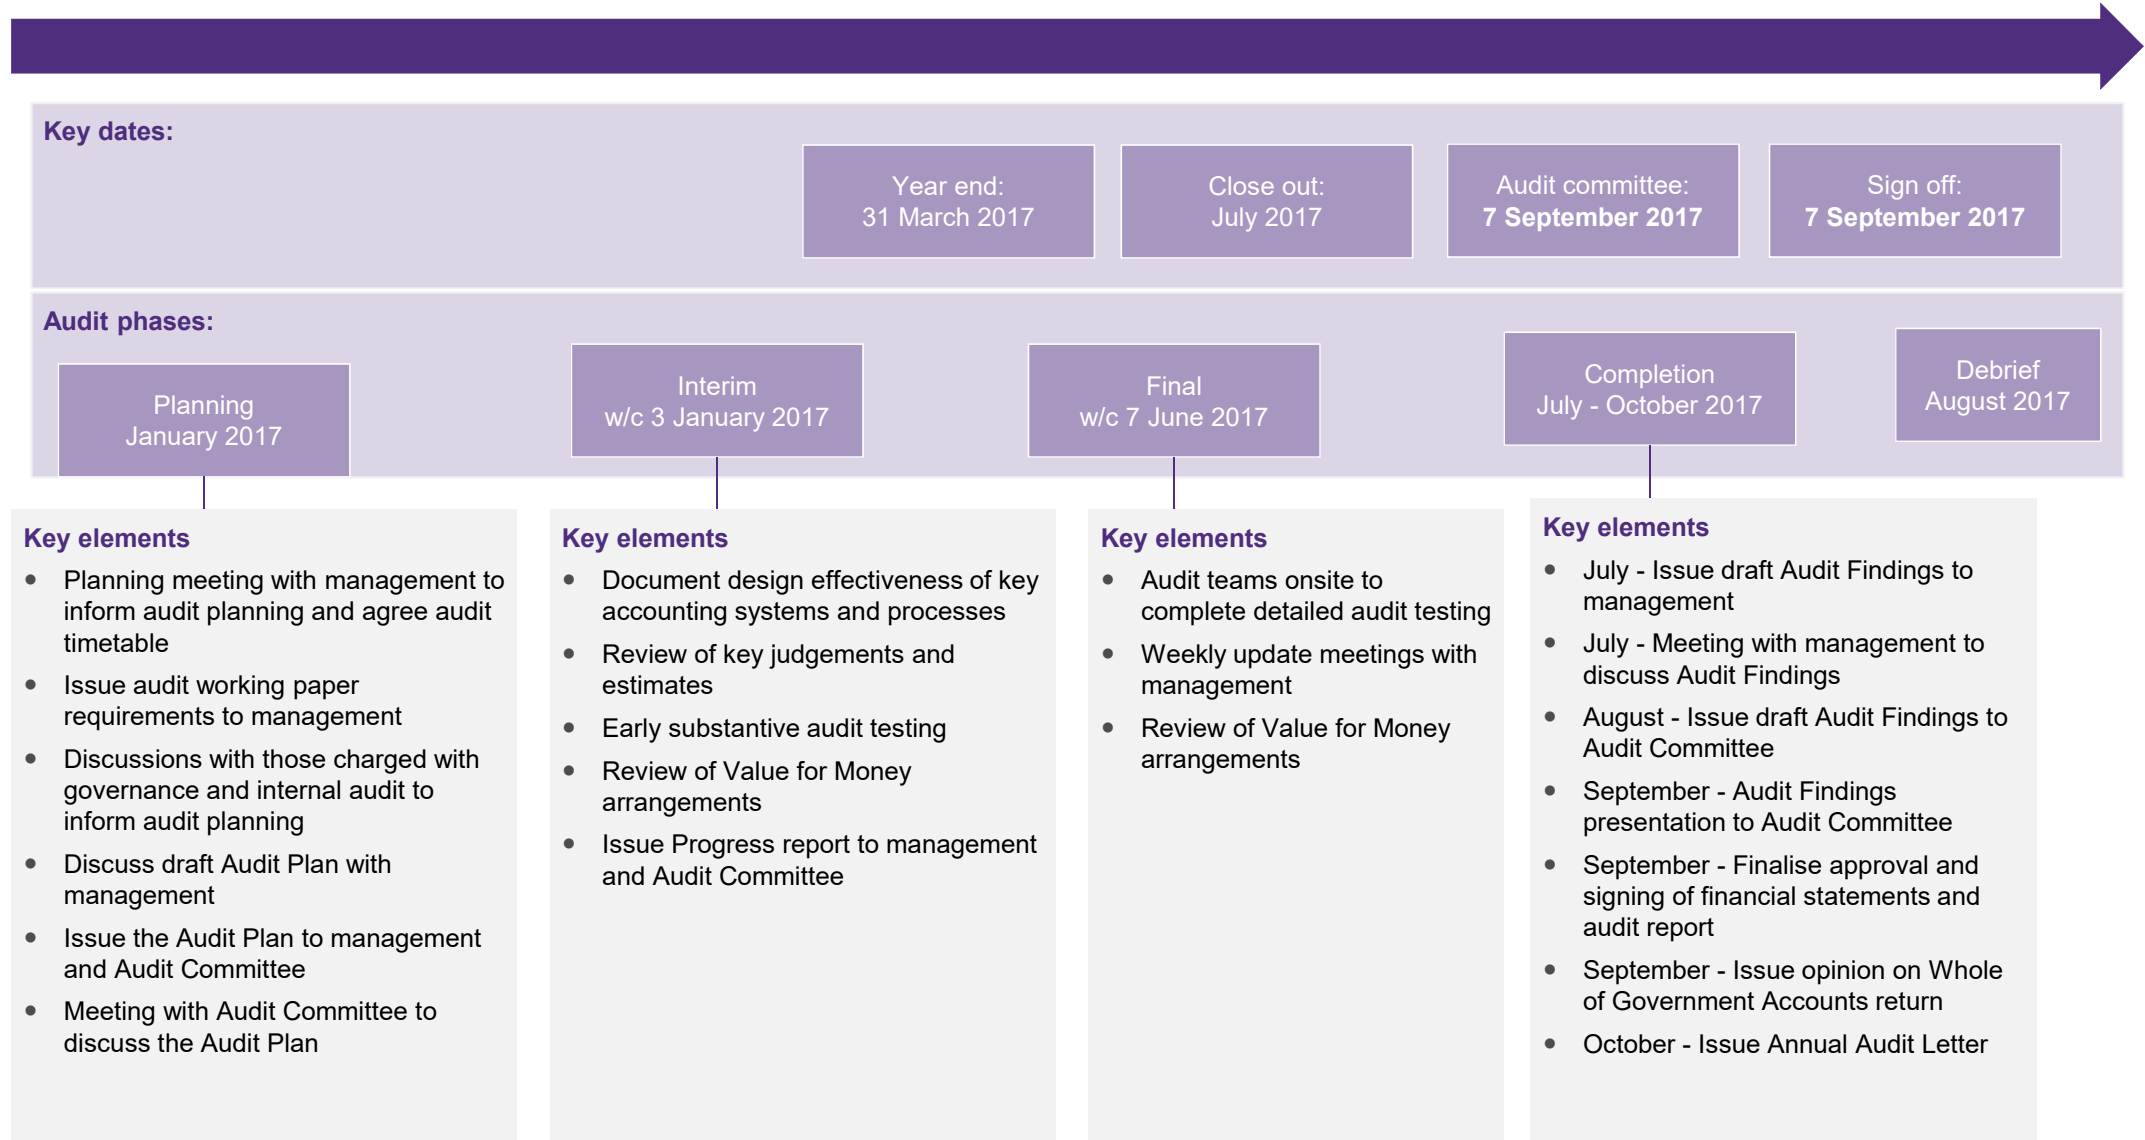 Key dates:
Year end:
31 March 2017
Close out:
July 2017
Audit committee:
7 September 2017
Sign off:
7 September 2017
Audit phases:
Planning
January 2017
Interim
w/c 3 January 2017
Final
w/c 7 June 2017
Completion
July - October 2017
Debrief
August 2017
Key elements
• Planning meeting with management to
inform audit planning and agree audit
timetable
• Issue audit working paper
requirements to management
• Discussions with those charged with
governance and internal audit to
inform audit planning
• Discuss draft Audit Plan with
management
• Issue the Audit Plan to management
and Audit Committee
• Meeting with Audit Committee to
discuss the Audit Plan
Key elements
• Document design effectiveness of key
accounting systems and processes
• Review of key judgements and
estimates
• Early substantive audit testing
• Review of Value for Money
arrangements
• Issue Progress report to management
and Audit Committee
Key elements
• Audit teams onsite to
complete detailed audit testing
• Weekly update meetings with
management
• Review of Value for Money
arrangements
Key elements
• July - Issue draft Audit Findings to
management
• July - Meeting with management to
discuss Audit Findings
• August - Issue draft Audit Findings to
Audit Committee
• September - Audit Findings
presentation to Audit Committee
• September - Finalise approval and
signing of financial statements and
audit report
• September - Issue opinion on Whole
of Government Accounts return
• October - Issue Annual Audit Letter